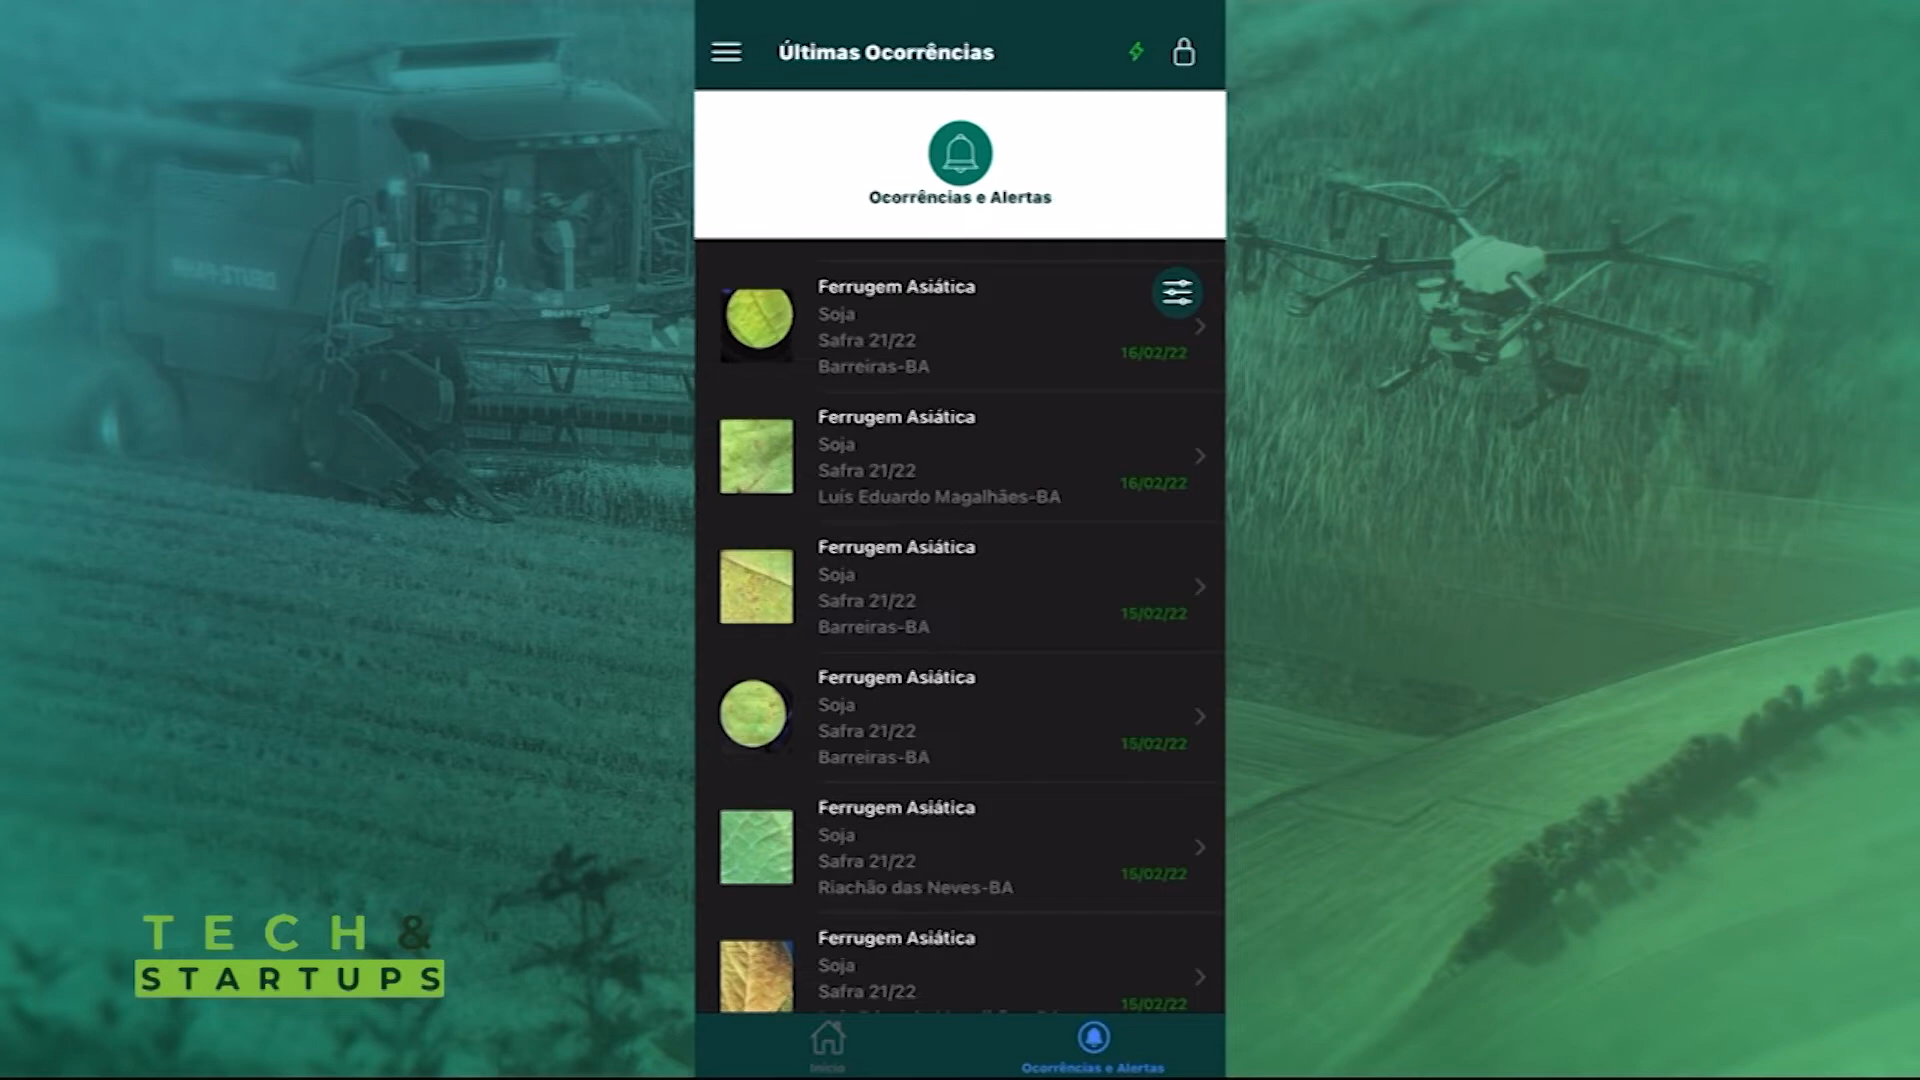 Últimas Ocorrências
Ocorrências e Alertas
Ferrugem Asiática
Soja
Safra 21/22
Barreiras-BA
16/02/22
Ferrugem Asiática
Soja
Safra 21/22
Luís Eduardo Magalhães-BA
16/02/22
Ferrugem Asiática
Soja
Safra 21/22
Barreiras-BA
15/02/22
Ferrugem Asiática
Soja
Safra 21/22
Barreiras-BA
15/02/22
Ferrugem Asiática
Soja
Safra 21/22
Riachão das Neves-BA
15/02/22
Ferrugem Asiática
Soja
Safra 21/22
15/02/22
Início
Ocorrências e Alertas
TECH &
STARTUPS